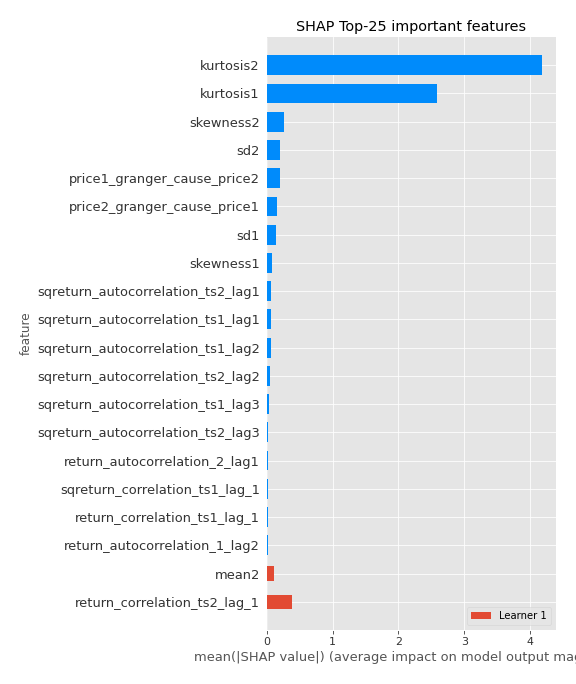 SHAP Top-25 important features
kurtosis2
kurtosis1
skewness2
sd2
price1_granger_cause_price2
price2_granger_cause_price1
sd1
skewness1
sqreturn_autocorrelation_ts2_lag1
sqreturn_autocorrelation_ts1_lag1
sqreturn_autocorrelation_ts1_lag2
sqreturn_autocorrelation_ts2_lag2
sqreturn_autocorrelation_ts1_lag3
sqreturn_autocorrelation_ts2_lag3
return_autocorrelation_2_lag1
sqreturn_correlation_ts1_lag_1
return_correlation_ts1_lag_1
return_autocorrelation_1_lag2
mean2
return_correlation_ts2_lag_1
feature
Learner 1
0 1 2 3 4
mean(|SHAP value|) (average impact on model output mag